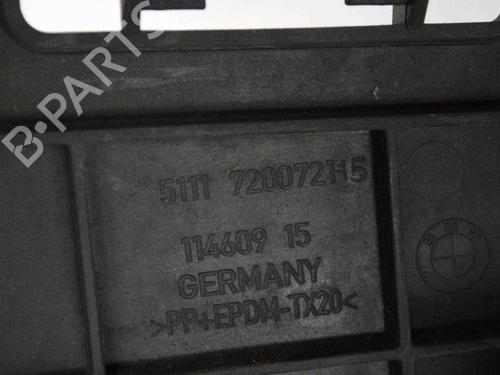 B-PARTS
5111 7200721-15
114609 15
GERMANY
>PP+EPDM-TX20<
BMW